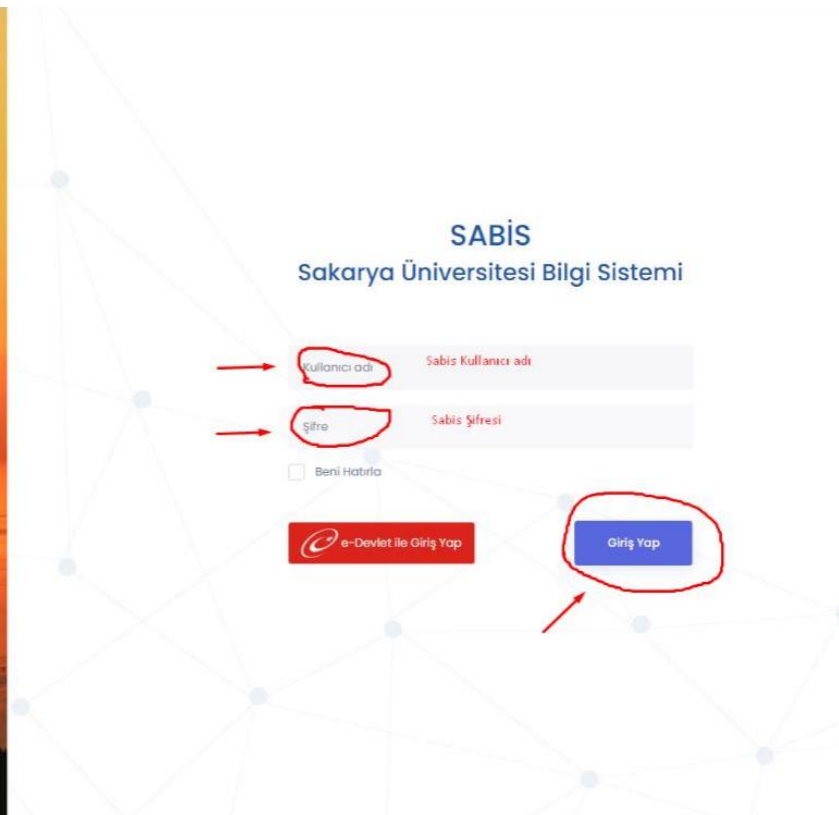 SABİS
Sakarya Üniversitesi Bilgi Sistemi
Kullanıcı adı Sabis Kullanıcı adı
Şifre Sabis Şifresi
Beni Hatırla
e-Devlet ile Giriş Yap Giriş Yap